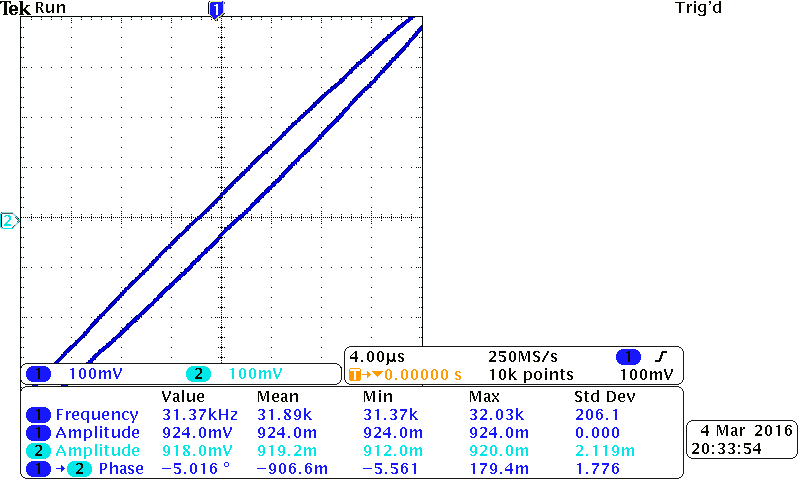 Tek Run Trig'd
1
2
4.00µs 250MS/s 1 ƒ
1 100mV 2 100mV T→▼0.00000 s 10k points 100mV
Value Mean Min Max Std Dev
1 Frequency 31.37kHz 31.89k 31.37k 32.03k 206.1
1 Amplitude 924.0mV 924.0m 924.0m 924.0m 0.000
2 Amplitude 918.0mV 919.2m 912.0m 920.0m 2.119m
1 →2 Phase −5.016 ° −906.6m −5.561 179.4m 1.776
4 Mar 2016
20:33:54